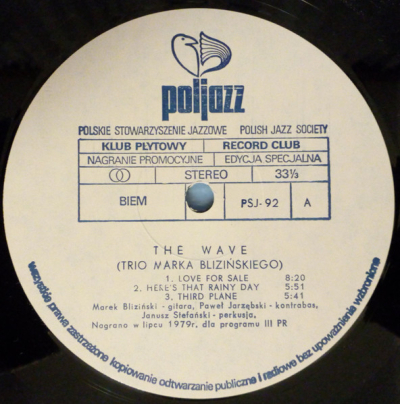 poljazz
POLSKIE STOWARZYSZENIE JAZZOWE POLISH JAZZ SOCIETY
KLUB PŁYTOWY RECORD CLUB
NAGRANIE PROMOCYJNE EDYCJA SPECJALNA
STEREO 33⅓
BIEM PSJ-92 A
THE WAVE
(TRIO MARKA BLIZIŃSKIEGO)
1. LOVE FOR SALE 8:20
2. HERE'S THAT RAINY DAY 5:51
3. THIRD PLANE 5:41
Marek Bliziński - gitara, Paweł Jarzębski - kontrabas,
Janusz Stefański - perkusja,
Nagrano w lipcu 1979r, dla programu III PR
wszystkie prawa zastrzeżone kopiowanie odtwarzanie publiczne i radiowe bez upoważnienia wzbronione